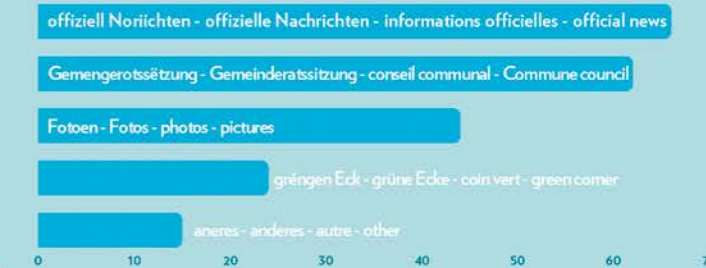 offiziell Noriichten - offizielle Nachrichten - informations officielles - official news
Gemengerotssëtzung - Gemeinderatssitzung - conseil communal - Commune council
Fotoen - Fotos - photos - pictures
gréngen Eck - grüne Ecke - coin vert - green corner
aneres - anderes - autre - other
0 10 20 30 40 50 60